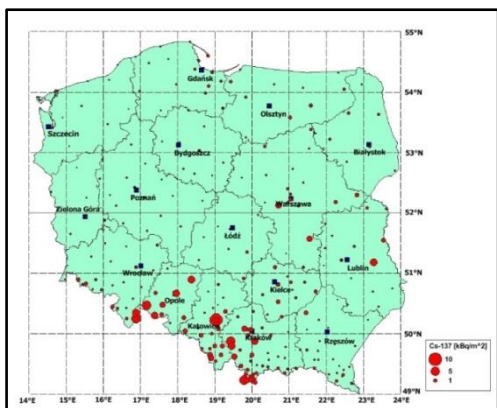 55°N
Gdańsk
Olsztyn
54°N
Szczecin
Bydgoszcz
Białystok
53°N
Poznań
Warszawa
Zielona Góra
52°N
Łódź
Wrocław
Lublin
51°N
Opole
Kielce
Katowice
Kraków
Rzeszów
50°N
Cs-137 [kBq/m^2]
10
5
1
49°N
14°E 15°E 16°E 17°E 18°E 19°E 20°E 21°E 22°E 23°E 24°E